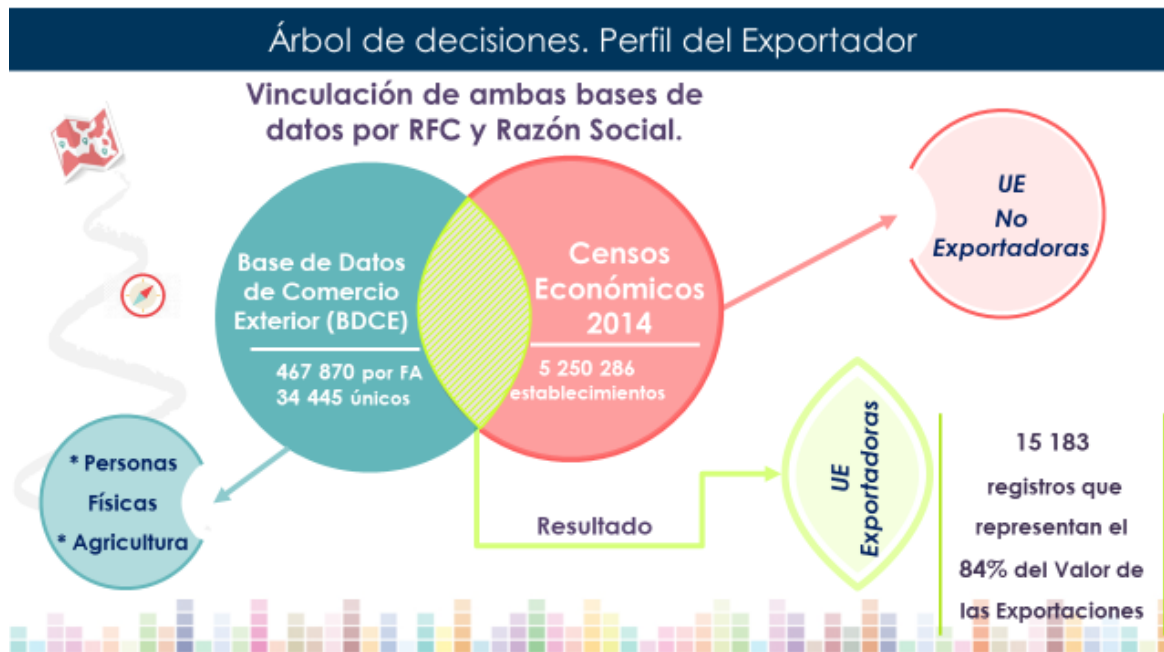 Árbol de decisiones. Perfil del Exportador
Vinculación de ambas bases de
datos por RFC y Razón Social.
Base de Datos
de Comercio
Exterior (BDCE)
467 870 por FA
34 445 únicos
Censos
Económicos
2014
5 250 286
establecimientos
UE
No
Exportadoras
* Personas
Físicas
* Agricultura
Resultado
UE
Exportadoras
15 183
registros que
representan el
84% del Valor de
las Exportaciones